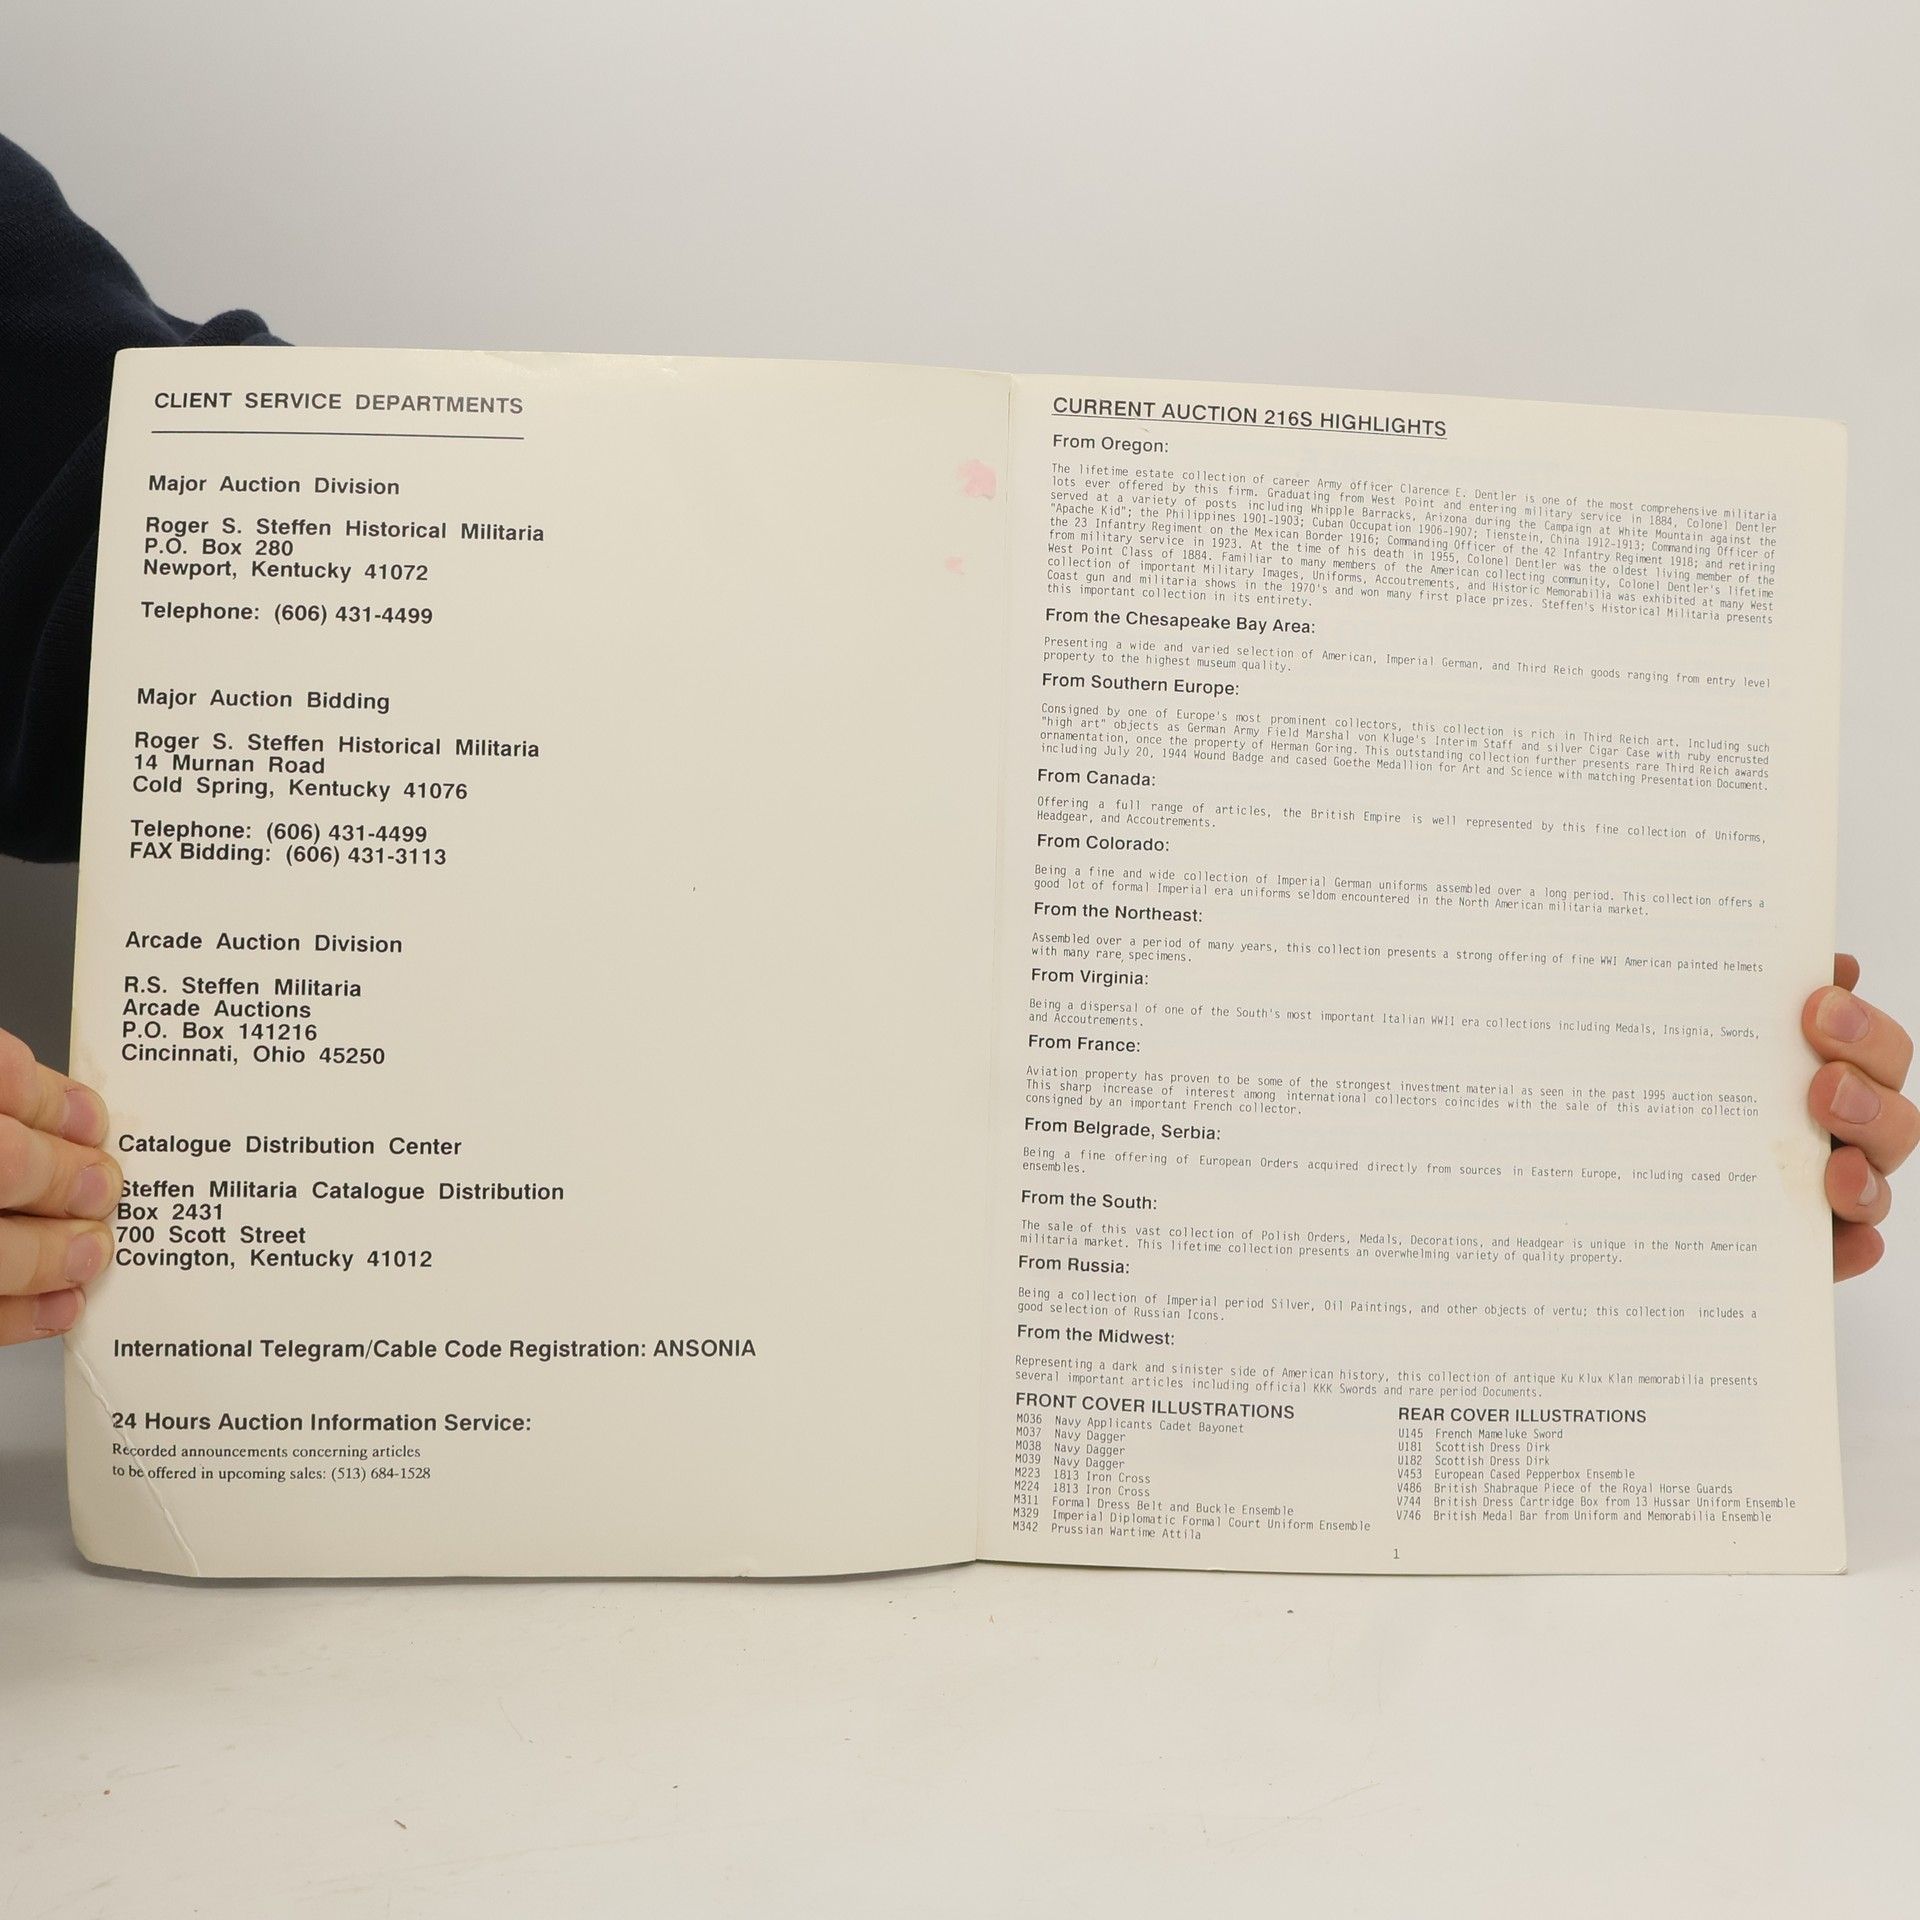 CLIENT SERVICE DEPARTMENTS
Major Auction Division
Roger S. Steffen Historical Militaria
P.O. Box 280
Newport, Kentucky 41072
Telephone: (606) 431-4499
Major Auction Bidding
Roger S. Steffen Historical Militaria
14 Murnan Road
Cold Spring, Kentucky 41076
Telephone: (606) 431-4499
FAX Bidding: (606) 431-3113
Arcade Auction Division
R.S. Steffen Militaria
Arcade Auctions
P.O. Box 141216
Cincinnati, Ohio 45250
Catalogue Distribution Center
Steffen Militaria Catalogue Distribution
Box 2431
700 Scott Street
Covington, Kentucky 41012
International Telegram/Cable Code Registration: ANSONIA
24 Hours Auction Information Service:
Recorded announcements concerning articles
to be offered in upcoming sales: (513) 684-1528
CURRENT AUCTION 216S HIGHLIGHTS
From Oregon:
The lifetime estate collection of career Army officer Clarence E. Dentler is one of the most comprehensive militaria
lots ever offered by this firm. Graduating from West Point and entering military service in 1884, Colonel Dentler
served at a variety of posts including Whipple Barracks, Arizona during the Campaign at White Mountain against the
"Apache Kid"; the Philippines 1901-1903; Cuban Occupation 1906-1907; Tienstein, China 1912-1913; Commanding Officer of
the 23 Infantry Regiment on the Mexican Border 1916; Commanding Officer of the 42 Infantry Regiment 1918; and retiring
from military service in 1923. At the time of his death in 1955, Colonel Dentler was the oldest living member of the
West Point Class of 1884. Familiar to many members of the American collecting community, Colonel Dentler's lifetime
collection of important Military Images, Uniforms, Accoutrements, and Historic Memorabilia was exhibited at many West
Coast gun and militaria shows in the 1970's and won many first place prizes. Steffen's Historical Militaria presents
this important collection in its entirety.
From the Chesapeake Bay Area:
Presenting a wide and varied selection of American, Imperial German, and Third Reich goods ranging from entry level
property to the highest museum quality.
From Southern Europe:
Consigned by one of Europe's most prominent collectors, this collection is rich in Third Reich art. Including such
"high art" objects as German Army Field Marshal von Kluge's Interim Staff and silver Cigar Case with ruby encrusted
ornamentation, once the property of Herman Goring. This outstanding collection further presents rare Third Reich awards
including July 20, 1944 Wound Badge and cased Goethe Medallion for Art and Science with matching Presentation Document.
From Canada:
Offering a full range of articles, the British Empire is well represented by this fine collection of Uniforms,
Headgear, and Accoutrements.
From Colorado:
Being a fine and wide collection of Imperial German uniforms assembled over a long period. This collection offers a
good lot of formal Imperial era uniforms seldom encountered in the North American militaria market.
From the Northeast:
Assembled over a period of many years, this collection presents a strong offering of fine WWI American painted helmets
with many rare specimens.
From Virginia:
Being a dispersal of one of the South's most important Italian WWII era collections including Medals, Insignia, Swords,
and Accoutrements.
From France:
Aviation property has proven to be some of the strongest investment material as seen in the past 1995 auction season.
This sharp increase of interest among international collectors coincides with the sale of this aviation collection
consigned by an important French collector.
From Belgrade, Serbia:
Being a fine offering of European Orders acquired directly from sources in Eastern Europe, including cased Order
ensembles.
From the South:
The sale of this vast collection of Polish Orders, Medals, Decorations, and Headgear is unique in the North American
militaria market. This lifetime collection presents an overwhelming variety of quality property.
From Russia:
Being a collection of Imperial period Silver, Oil Paintings, and other objects of vertu; this collection includes a
good selection of Russian Icons.
From the Midwest:
Representing a dark and sinister side of American history, this collection of antique Ku Klux Klan memorabilia presents
several important articles including official KKK Swords and rare period Documents.
FRONT COVER ILLUSTRATIONS
M036 Navy Applicants Cadet Bayonet
M037 Navy Dagger
M038 Navy Dagger
M039 Navy Dagger
M223 1813 Iron Cross
M224 1813 Iron Cross
M311 Formal Dress Belt and Buckle Ensemble
M329 Imperial Diplomatic Formal Court Uniform Ensemble
M342 Prussian Wartime Attila
REAR COVER ILLUSTRATIONS
U145 French Mameluke Sword
U181 Scottish Dress Dirk
U182 Scottish Dress Dirk
V453 European Cased Pepperbox Ensemble
V486 British Shabraque Piece of the Royal Horse Guards
V744 British Dress Cartridge Box from 13 Hussar Uniform Ensemble
V746 British Medal Bar from Uniform and Memorabilia Ensemble
1